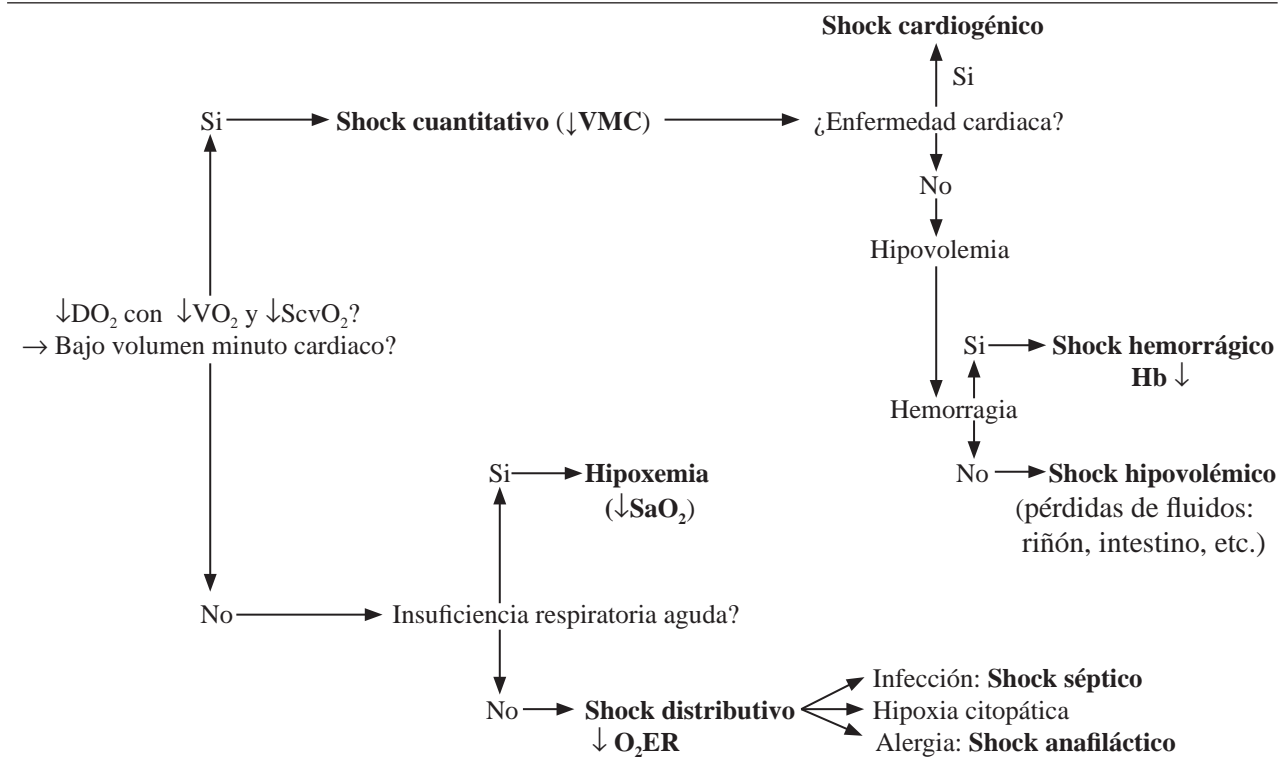 Shock cardiogénico
Si
Si
Shock cuantitativo (↓VMC)
¿Enfermedad cardiaca?
No
Hipovolemia
↓DO₂ con ↓VO₂ y ↓ScvO₂?
→ Bajo volumen minuto cardiaco?
Si
Shock hemorrágico
Hb ↓
Hemorragia
Si
Hipoxemia
(↓SaO₂)
No
Shock hipovolémico
(pérdidas de fluidos:
riñón, intestino, etc.)
No
Insuficiencia respiratoria aguda?
No
Shock distributivo
↓ O₂ER
Infección: Shock séptico
Hipoxia citopática
Alergia: Shock anafiláctico